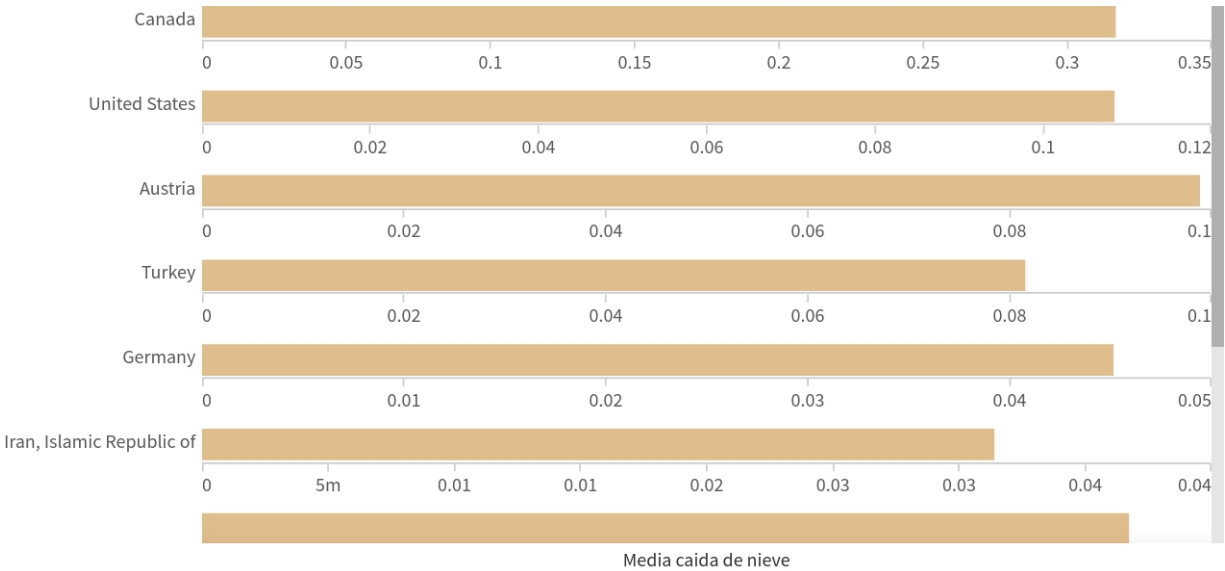 Canada
0 0.05 0.1 0.15 0.2 0.25 0.3 0.35
United States
0 0.02 0.04 0.06 0.08 0.1 0.12
Austria
0 0.02 0.04 0.06 0.08 0.1
Turkey
0 0.02 0.04 0.06 0.08 0.1
Germany
0 0.01 0.02 0.03 0.04 0.05
Iran, Islamic Republic of
0 5m 0.01 0.01 0.02 0.03 0.03 0.04 0.04
Media caida de nieve